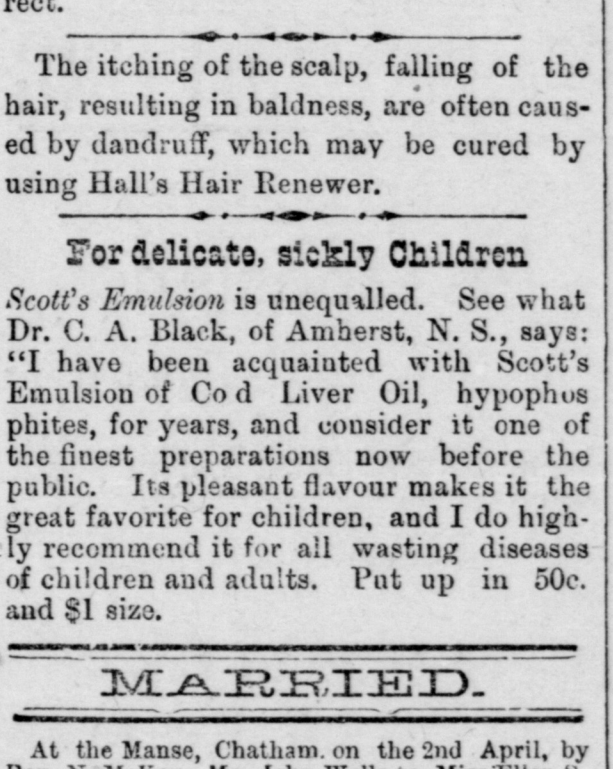 rect.
The itching of the scalp, falling of the
hair, resulting in baldness, are often caus-
ed by dandruff, which may be cured by
using Hall's Hair Renewer.
For delicate, sickly Children
Scott's Emulsion is unequalled. See what
Dr. C. A. Black, of Amherst, N. S., says:
“I have been acquainted with Scott's
Emulsion of Co d Liver Oil, hypophos
phites, for years, and consider it one of
the finest preparations now before the
public. Its pleasant flavour makes it the
great favorite for children, and I do high-
ly recommend it for all wasting diseases
of children and adults. Put up in 50c.
and $1 size.
MARRIED.
At the Manse, Chatham. on the 2nd April, by